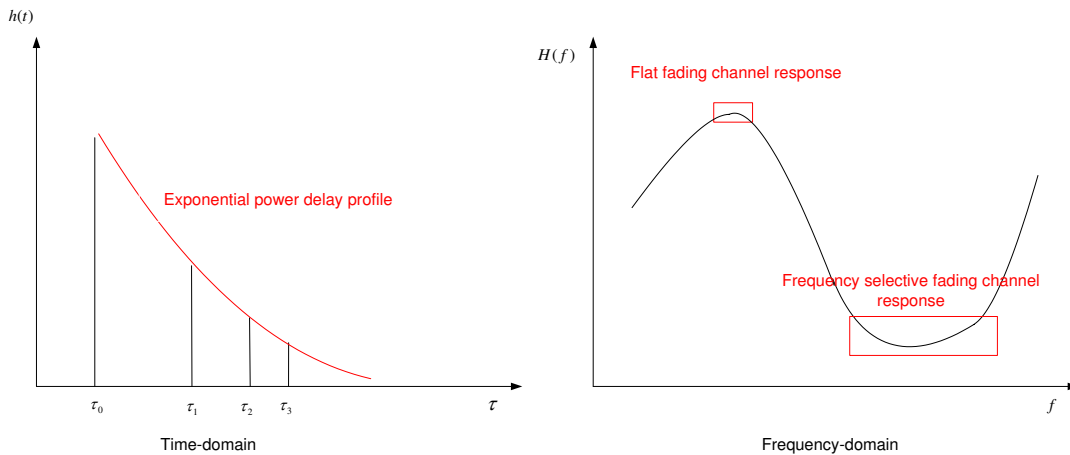 h(t)
Exponential power delay profile
τ₀
τ₁
τ₂
τ₃
τ
Time-domain
H(f)
Flat fading channel response
Frequency selective fading channel
response
f
Frequency-domain